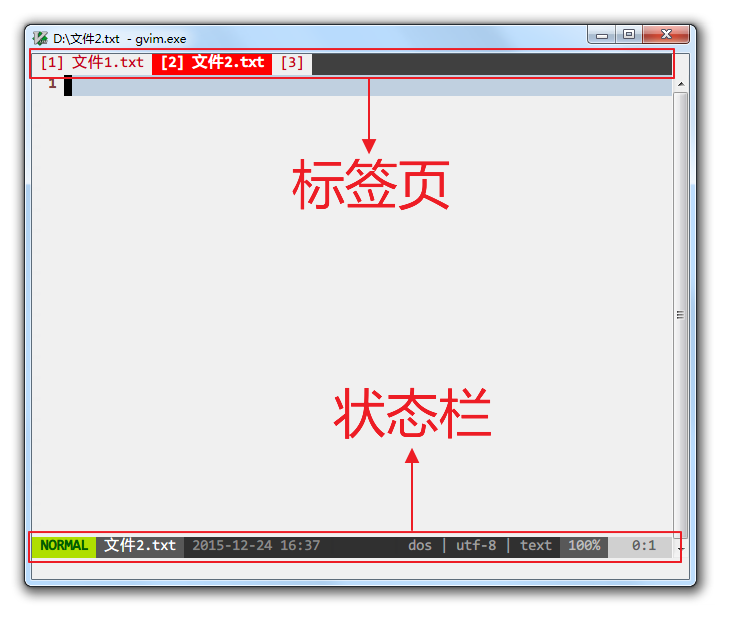 D:\文件2.txt - gvim.exe
[1] 文件1.txt [2] 文件2.txt [3]
1
标签页
状态栏
NORMAL 文件2.txt 2015-12-24 16:37 dos | utf-8 | text 100% 0:1